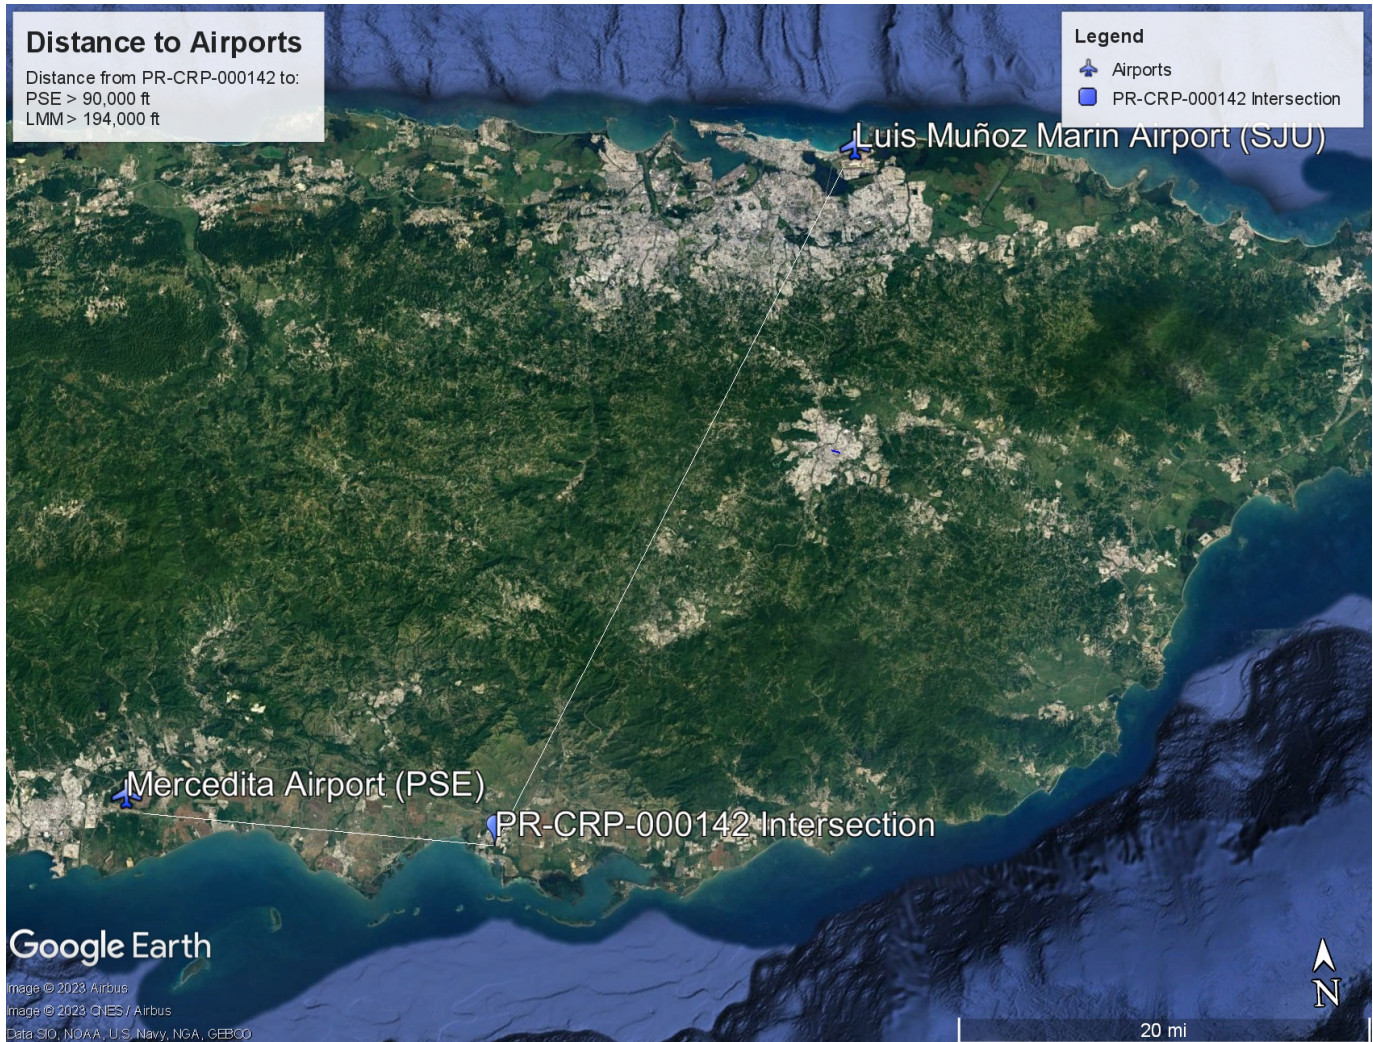 Distance to Airports
Distance from PR-CRP-000142 to:
PSE > 90,000 ft
LMM > 194,000 ft
Legend
Airports
PR-CRP-000142 Intersection
Luis Muñoz Marin Airport (SJU)
Mercedita Airport (PSE)
PR-CRP-000142 Intersection
Google Earth
Image © 2023 Airbus
Image © 2023 CNES / Airbus
Data SIO, NOAA, U.S. Navy, NGA, GEBCO
N
20 mi